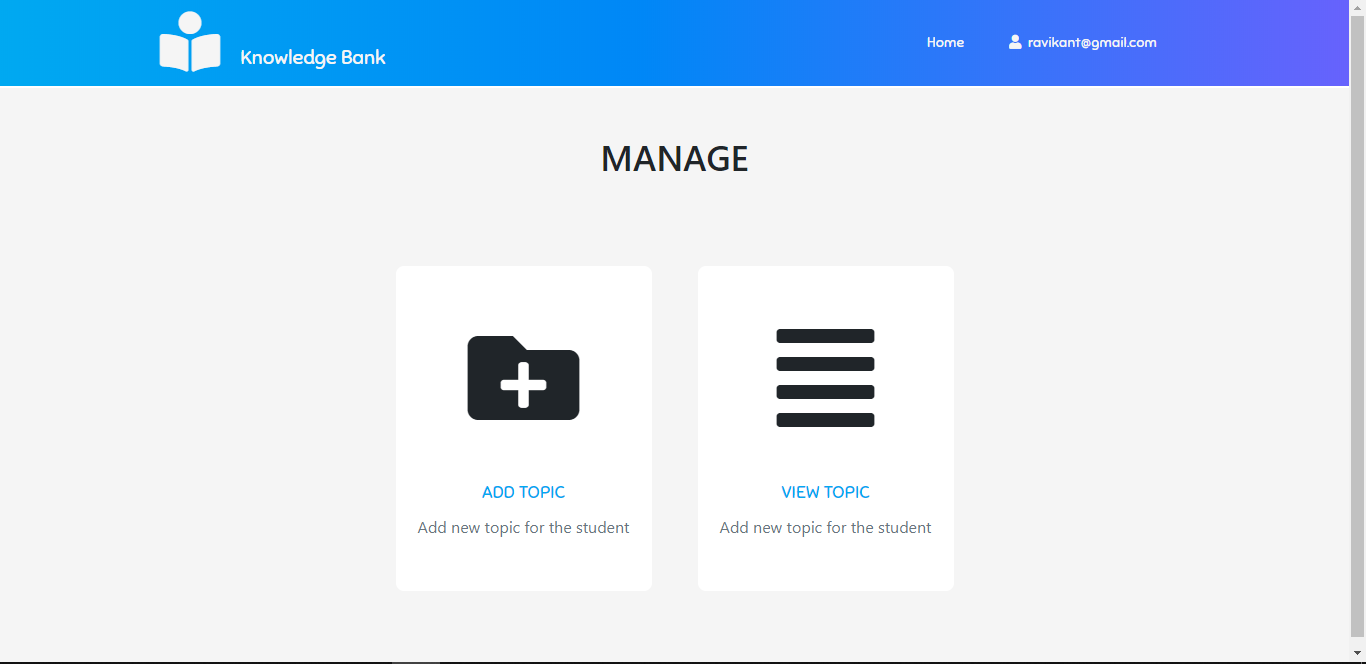 Knowledge Bank
Home
ravikant@gmail.com
MANAGE
ADD TOPIC
Add new topic for the student
VIEW TOPIC
Add new topic for the student